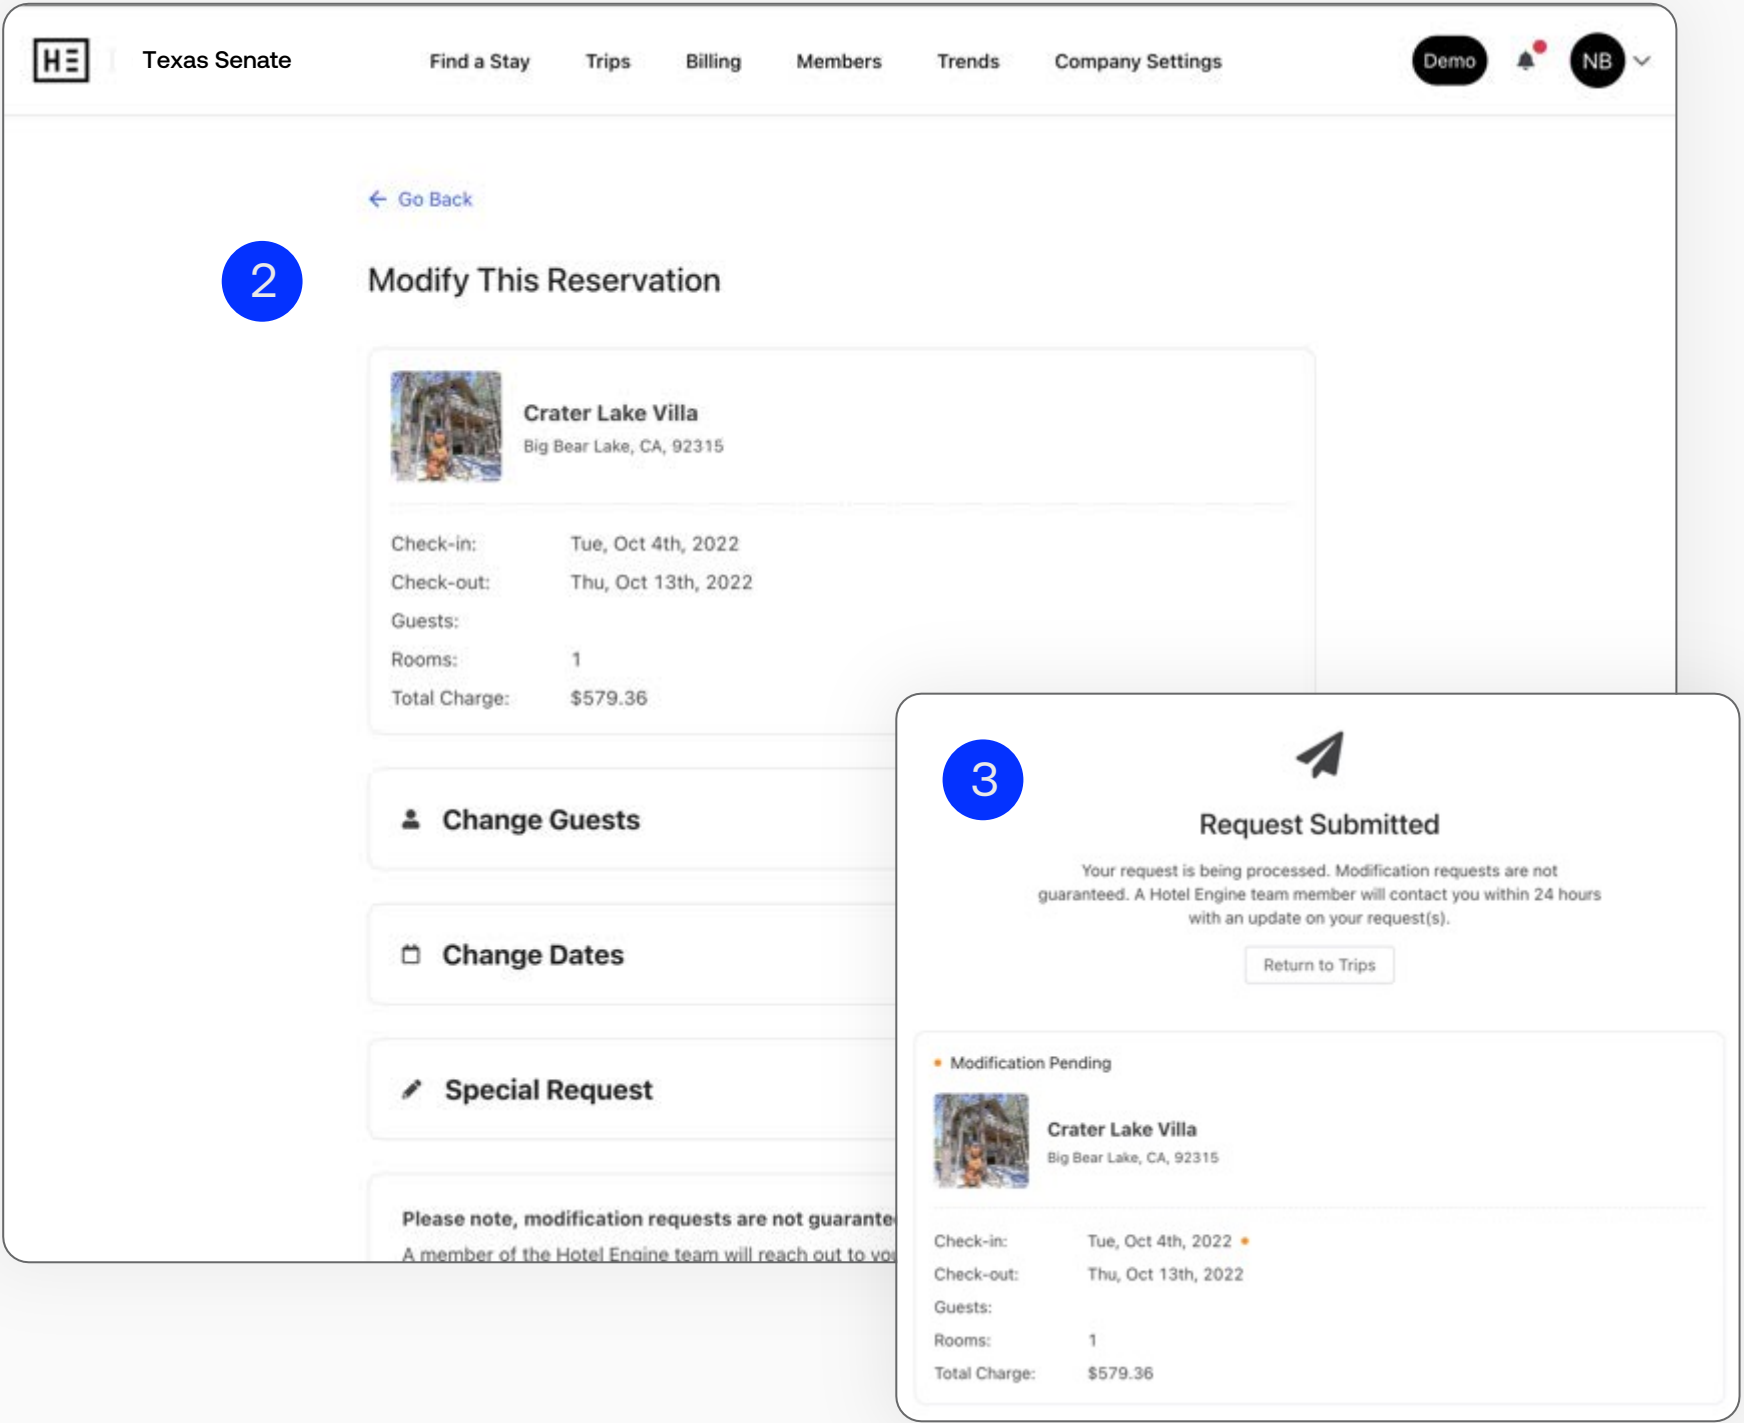 HE
Texas Senate
Find a Stay
Trips
Billing
Members
Trends
Company Settings
Demo
NB
Go Back
2
Modify This Reservation
Crater Lake Villa
Big Bear Lake, CA, 92315
Check-in: Tue, Oct 4th, 2022
Check-out: Thu, Oct 13th, 2022
Guests:
Rooms: 1
Total Charge: $579.36
Change Guests
Change Dates
Special Request
Please note, modification requests are not guarante
A member of the Hotel Engine team will reach out to you
3
Request Submitted
Your request is being processed. Modification requests are not
guaranteed. A Hotel Engine team member will contact you within 24 hours
with an update on your request(s).
Return to Trips
Modification Pending
Crater Lake Villa
Big Bear Lake, CA, 92315
Check-in: Tue, Oct 4th, 2022
Check-out: Thu, Oct 13th, 2022
Guests:
Rooms: 1
Total Charge: $579.36